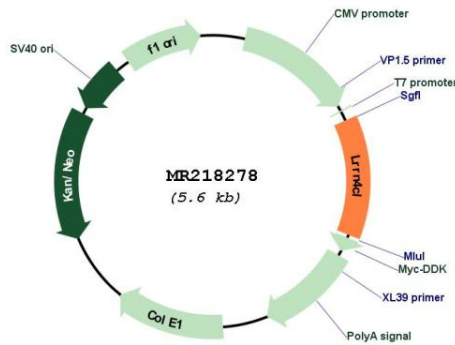 CMV promoter
VP1.5 primer
T7 promoter
SgfI
Lrrn4cl
MluI
Myc-DDK
XL39 primer
PolyA signal
Col E1
Kan/Neo
SV40 ori
f1 ori
MR218278
(5.6 kb)